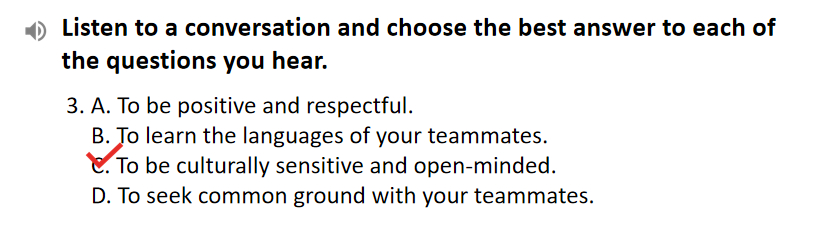 Listen to a conversation and choose the best answer to each of
the questions you hear.
3. A. To be positive and respectful.
B. To learn the languages of your teammates.
C. To be culturally sensitive and open-minded.
D. To seek common ground with your teammates.